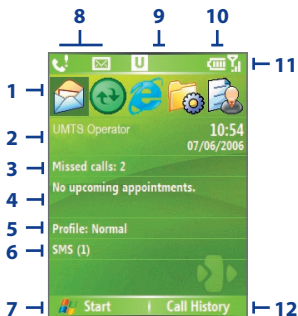 8 9 10
U
11
1
2 UMTS Operator 10:54
07/06/2006
3 Missed calls: 2
No upcoming appointments.
4
5 Profile: Normal
6 SMS (1)
7 Start Call History 12